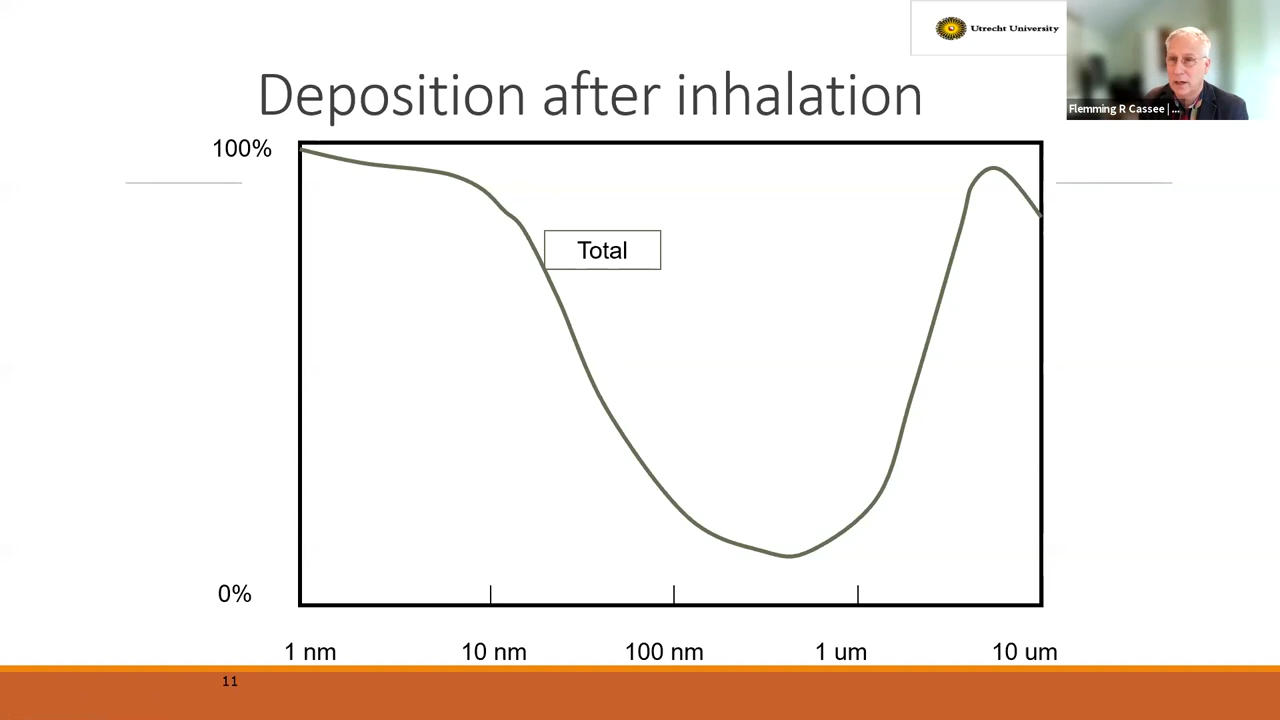 Utrecht University
Flemming R Cassee | ...
Deposition after inhalation
100%
Total
0%
1 nm
10 nm
100 nm
1 um
10 um
11